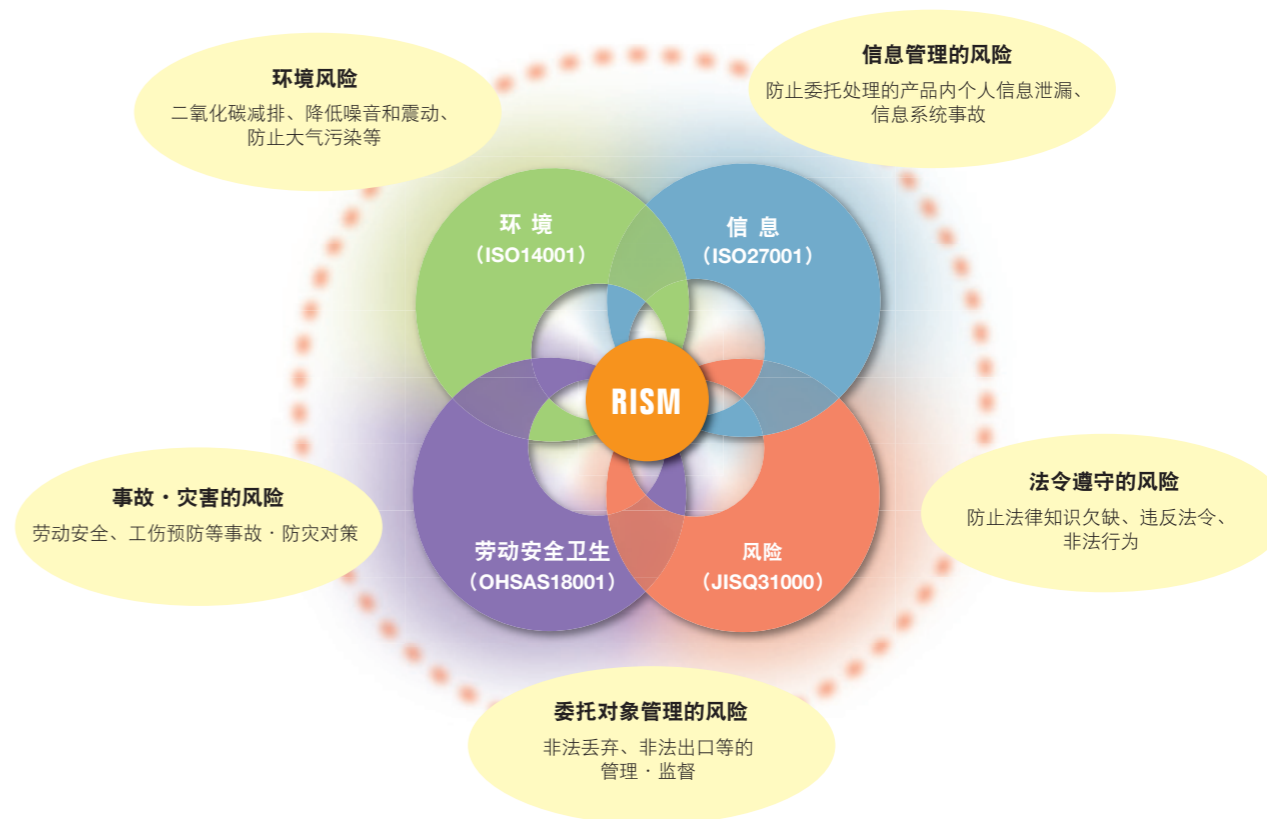 环境风险
二氧化碳减排、降低噪音和震动、
防止大气污染等
信息管理的风险
防止委托处理的产品内个人信息泄漏、
信息系统事故
环 境
（ISO14001）
信 息
（ISO27001）
RISM
事故・灾害的风险
劳动安全、工伤预防等事故・防灾对策
法令遵守的风险
防止法律知识欠缺、违反法令、
非法行为
劳动安全卫生
（OHSAS18001）
风险
（JISQ31000）
委托对象管理的风险
非法丢弃、非法出口等的
管理・监督